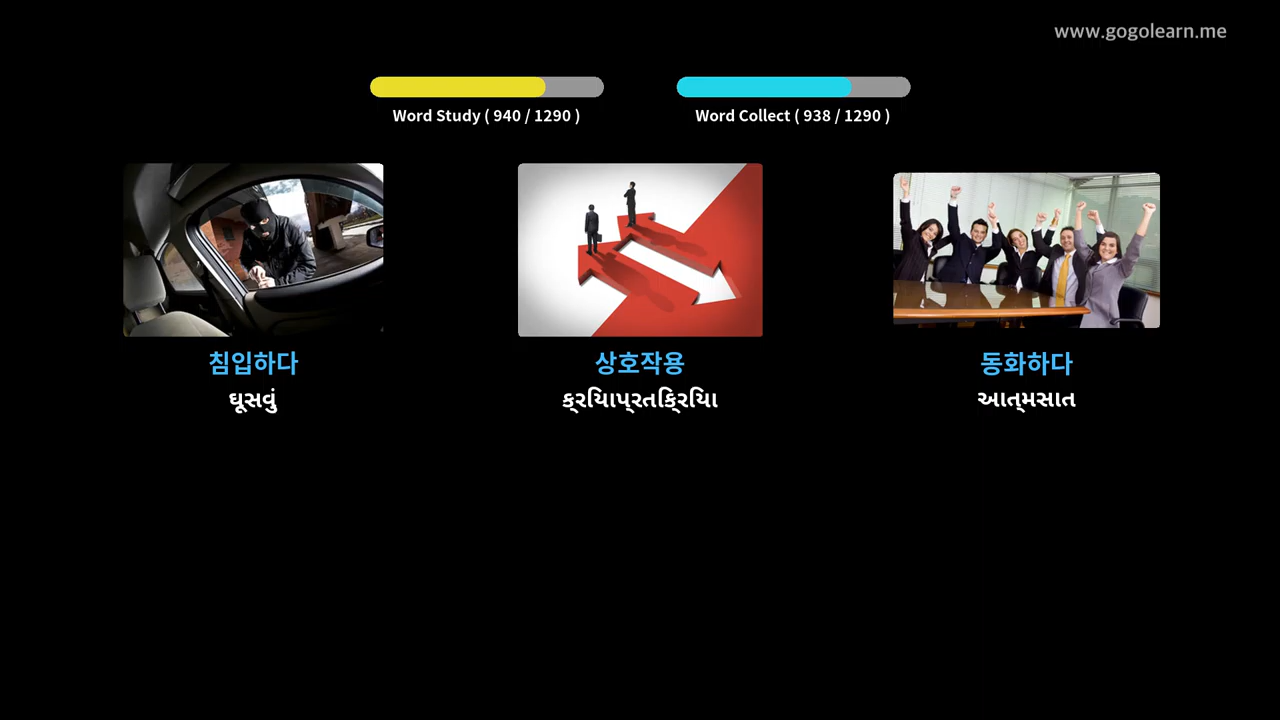 www.gogolearn.me
Word Study ( 940 / 1290 )
Word Collect ( 938 / 1290 )
침입하다
상호작용
동화하다
ઘૂસવું
ક્રિયાપ્રતિક્રિયા
આત્મસાત